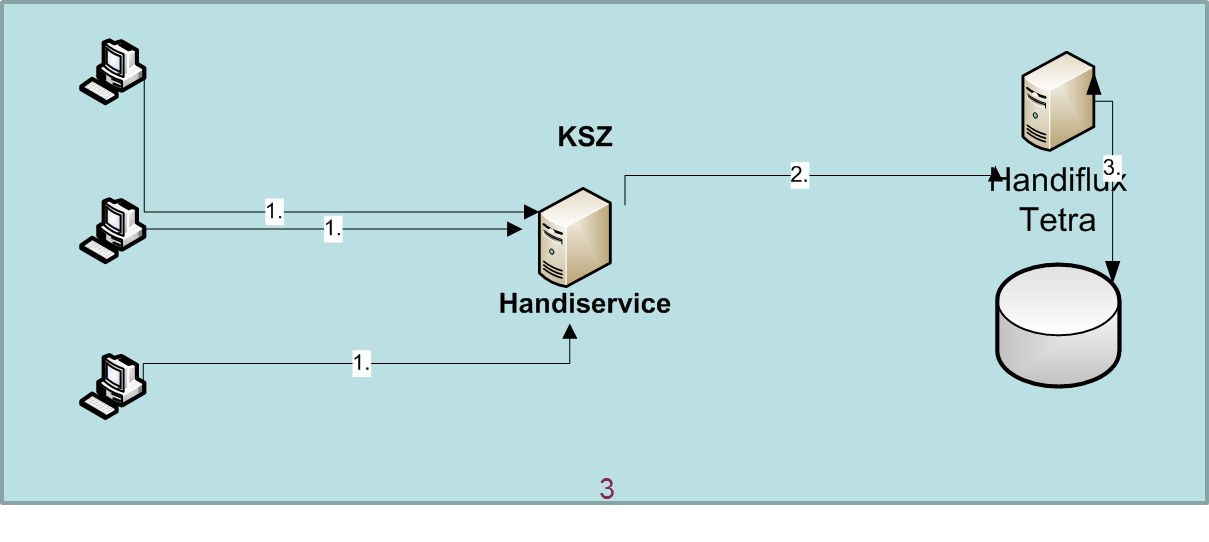 KSZ
1.
1.
2.
3.
Handiflux
Tetra
Handiservice
1.
3